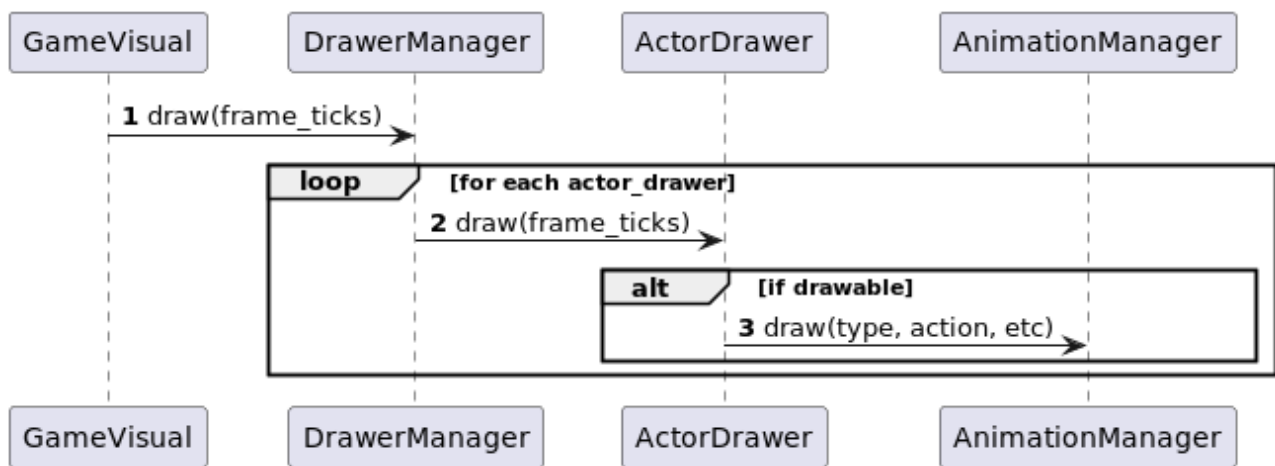 GameVisual DrawerManager ActorDrawer AnimationManager
1 draw(frame_ticks)
loop [for each actor_drawer]
2 draw(frame_ticks)
alt [if drawable]
3 draw(type, action, etc)
GameVisual DrawerManager ActorDrawer AnimationManager